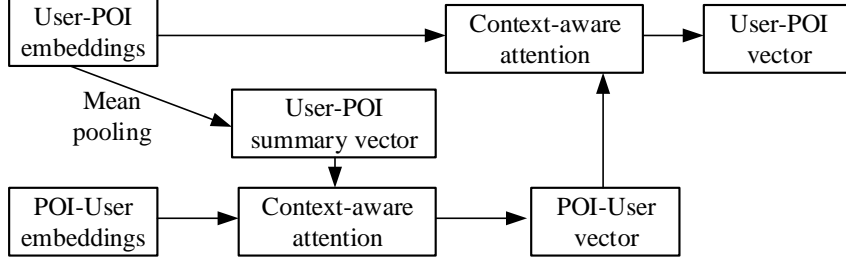 User-POI
embeddings
Context-aware
attention
User-POI
vector
Mean
pooling
User-POI
summary vector
POI-User
embeddings
Context-aware
attention
POI-User
vector